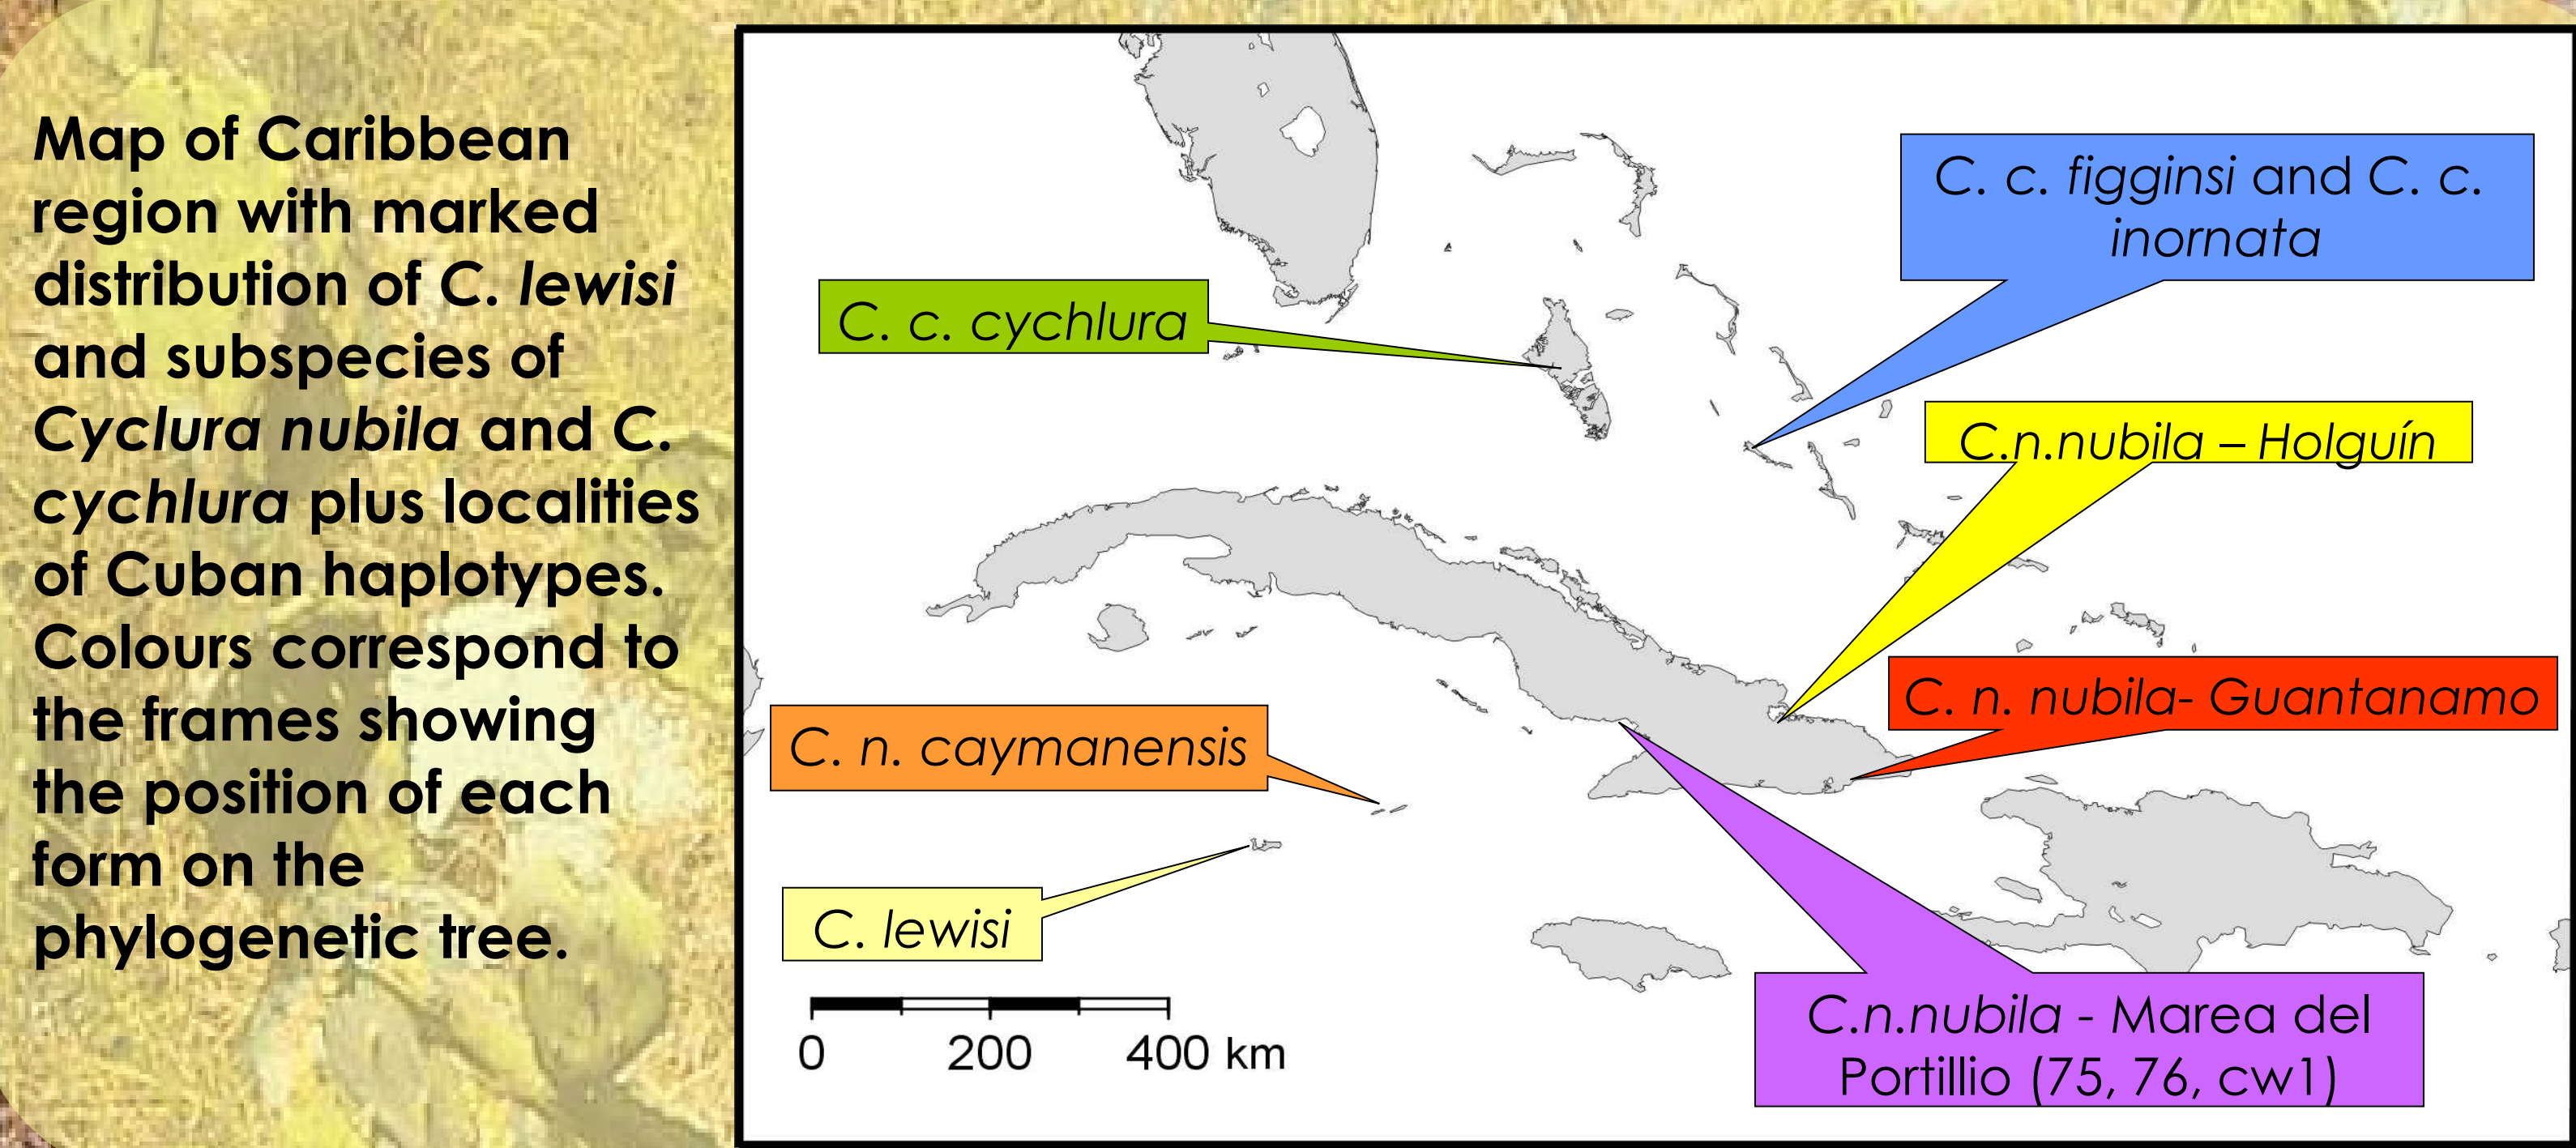 Map of Caribbean
region with marked
distribution of C. lewisi
and subspecies of
Cyclura nubila and C.
cychlura plus localities
of Cuban haplotypes.
Colours correspond to
the frames showing
the position of each
form on the
phylogenetic tree.
C. c. figginsi and C. c.
inornata
C. c. cychlura
C.n.nubila – Holguín
C. n. nubila- Guantanamo
C. n. caymanensis
C. lewisi
C.n.nubila - Marea del
Portillio (75, 76, cw1)
0 200 400 km